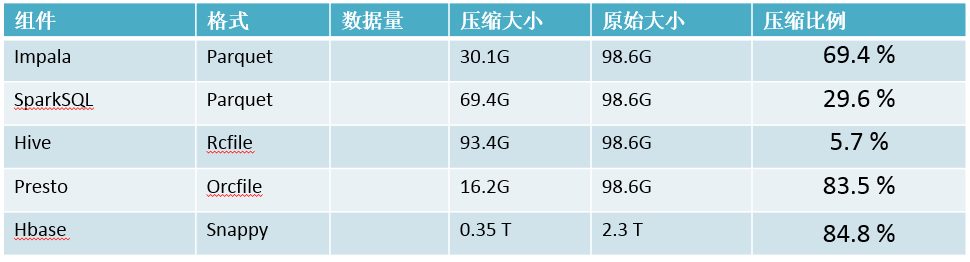 组件 格式 数据量 压缩大小 原始大小 压缩比例
Impala Parquet 30.1G 98.6G 69.4 %
SparkSQL Parquet 69.4G 98.6G 29.6 %
Hive Rcfile 93.4G 98.6G 5.7 %
Presto Orcfile 16.2G 98.6G 83.5 %
Hbase Snappy 0.35 T 2.3 T 84.8 %